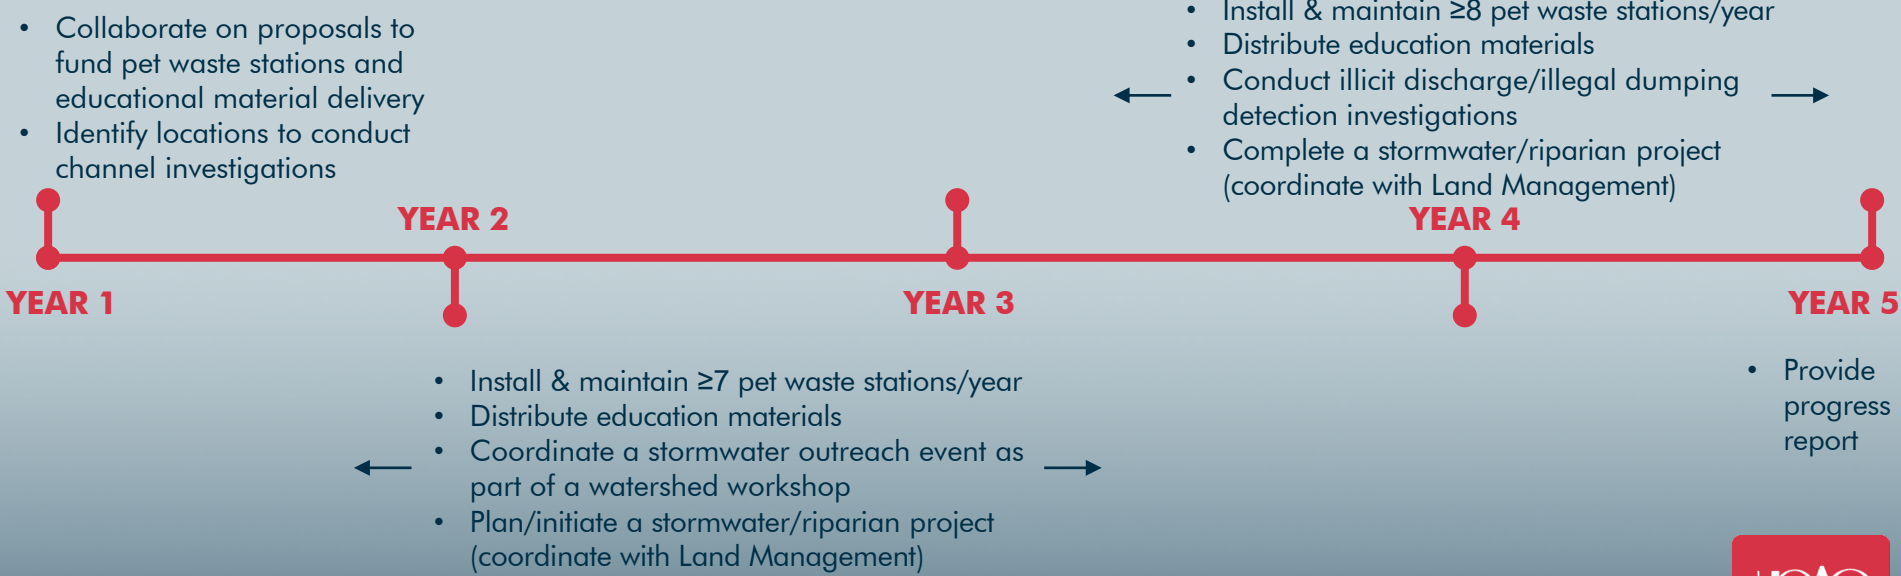 • Collaborate on proposals to
fund pet waste stations and
educational material delivery
• Identify locations to conduct
channel investigations
• Install & maintain ≥8 pet waste stations/year
• Distribute education materials
• Conduct illicit discharge/illegal dumping
detection investigations
• Complete a stormwater/riparian project
(coordinate with Land Management)
YEAR 1
YEAR 2
YEAR 3
YEAR 4
YEAR 5
• Install & maintain ≥7 pet waste stations/year
• Distribute education materials
• Coordinate a stormwater outreach event as
part of a watershed workshop
• Plan/initiate a stormwater/riparian project
(coordinate with Land Management)
• Provide
progress
report